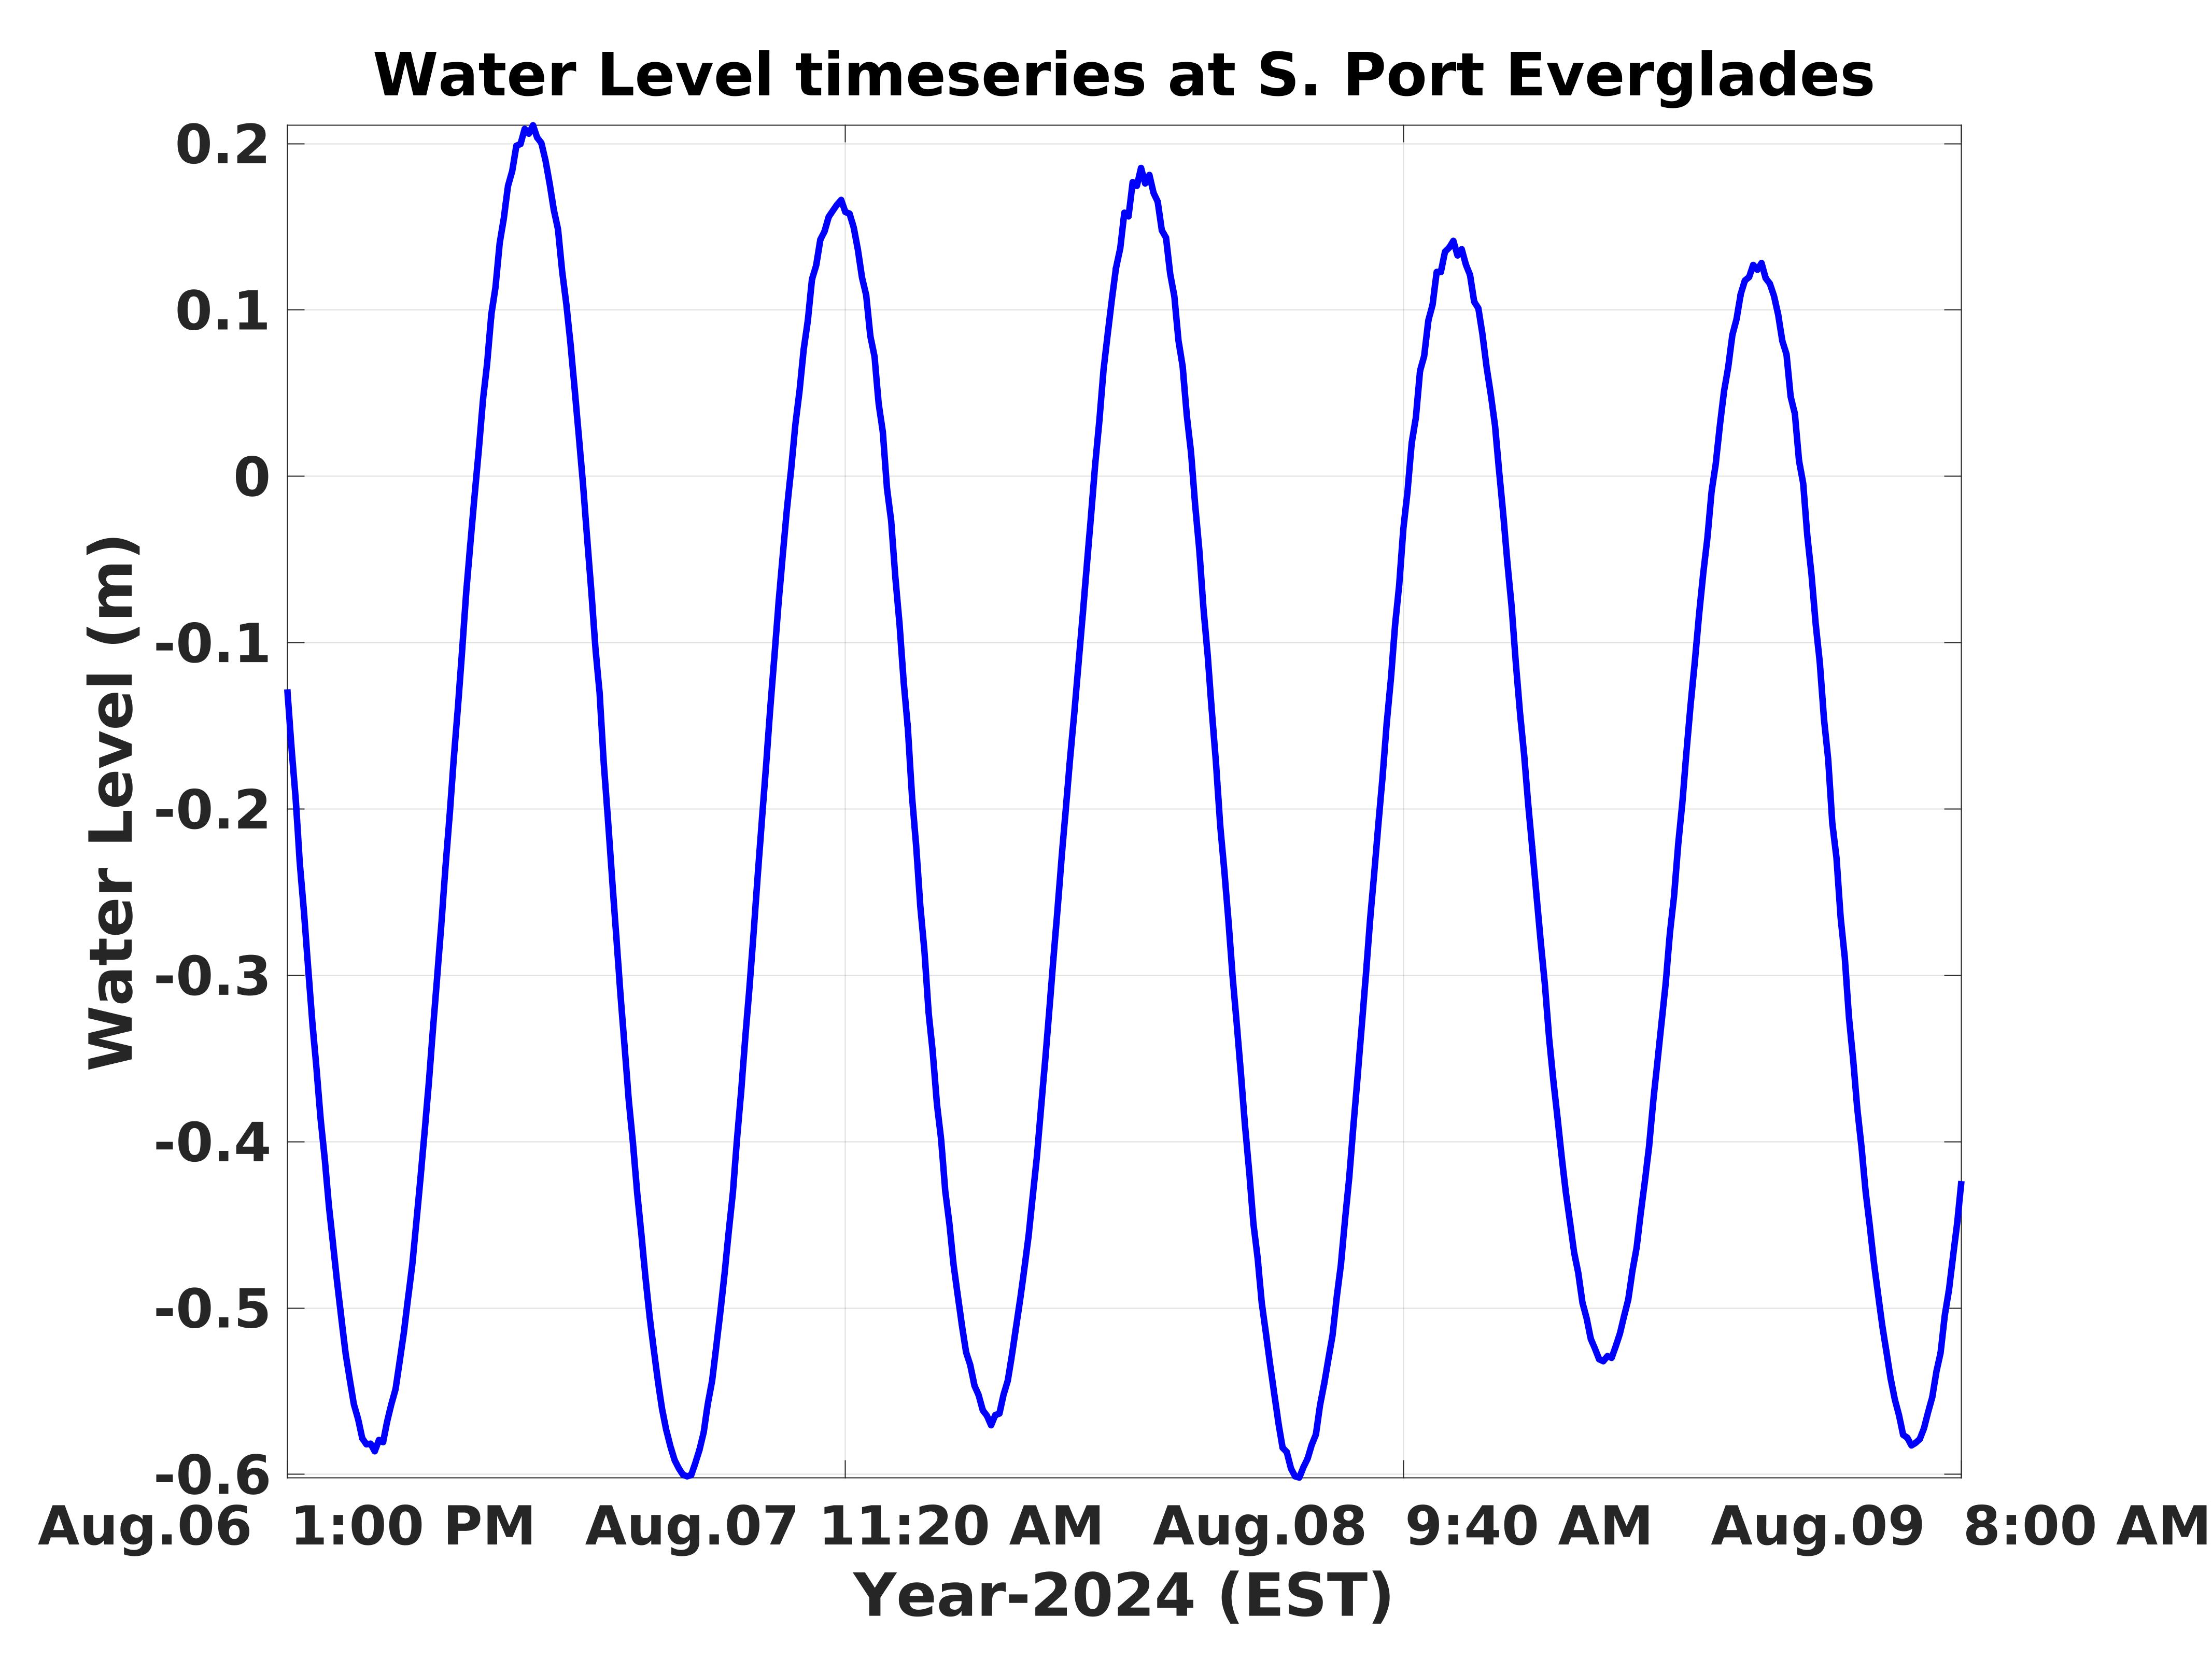 Water Level timeseries at S. Port Everglades
0.2
0.1
0
-0.1
-0.2
-0.3
-0.4
-0.5
-0.6
Water Level (m)
Aug.06 1:00 PM Aug.07 11:20 AM Aug.08 9:40 AM Aug.09 8:00 AM
Year-2024 (EST)